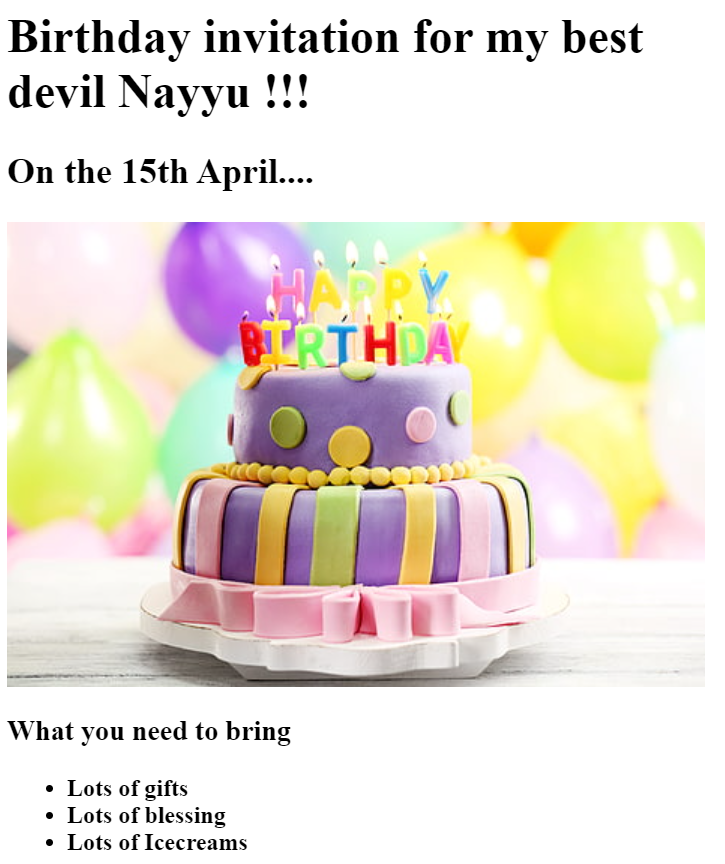 Birthday invitation for my best
devil Nayyu !!!
On the 15th April....
HAPPY
BIRTHDAY
What you need to bring
Lots of gifts
Lots of blessing
Lots of Icecreams